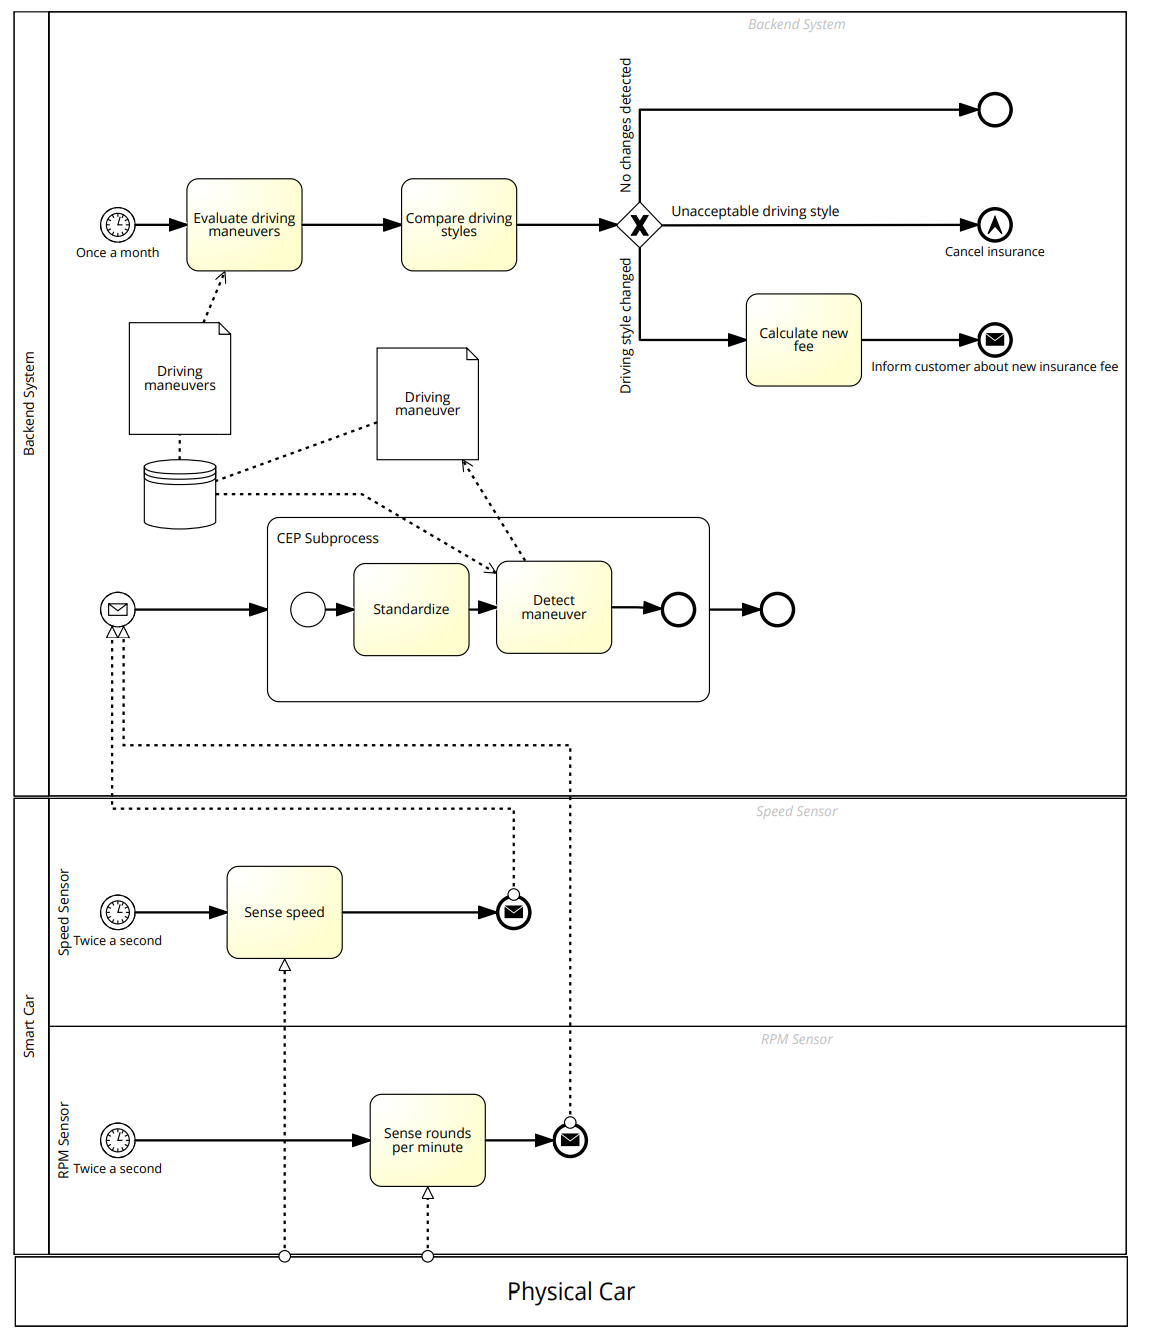 Backend System
Backend System
No changes detected
Evaluate driving
maneuvers
Compare driving
styles
Unacceptable driving style
Once a month
Cancel insurance
Driving style changed
Calculate new
fee
Inform customer about new insurance fee
Driving
maneuvers
Driving
maneuver
CEP Subprocess
Standardize
Detect
maneuver
Smart Car
Speed Sensor
Speed Sensor
Sense speed
Twice a second
RPM Sensor
RPM Sensor
Sense rounds
per minute
Twice a second
Physical Car